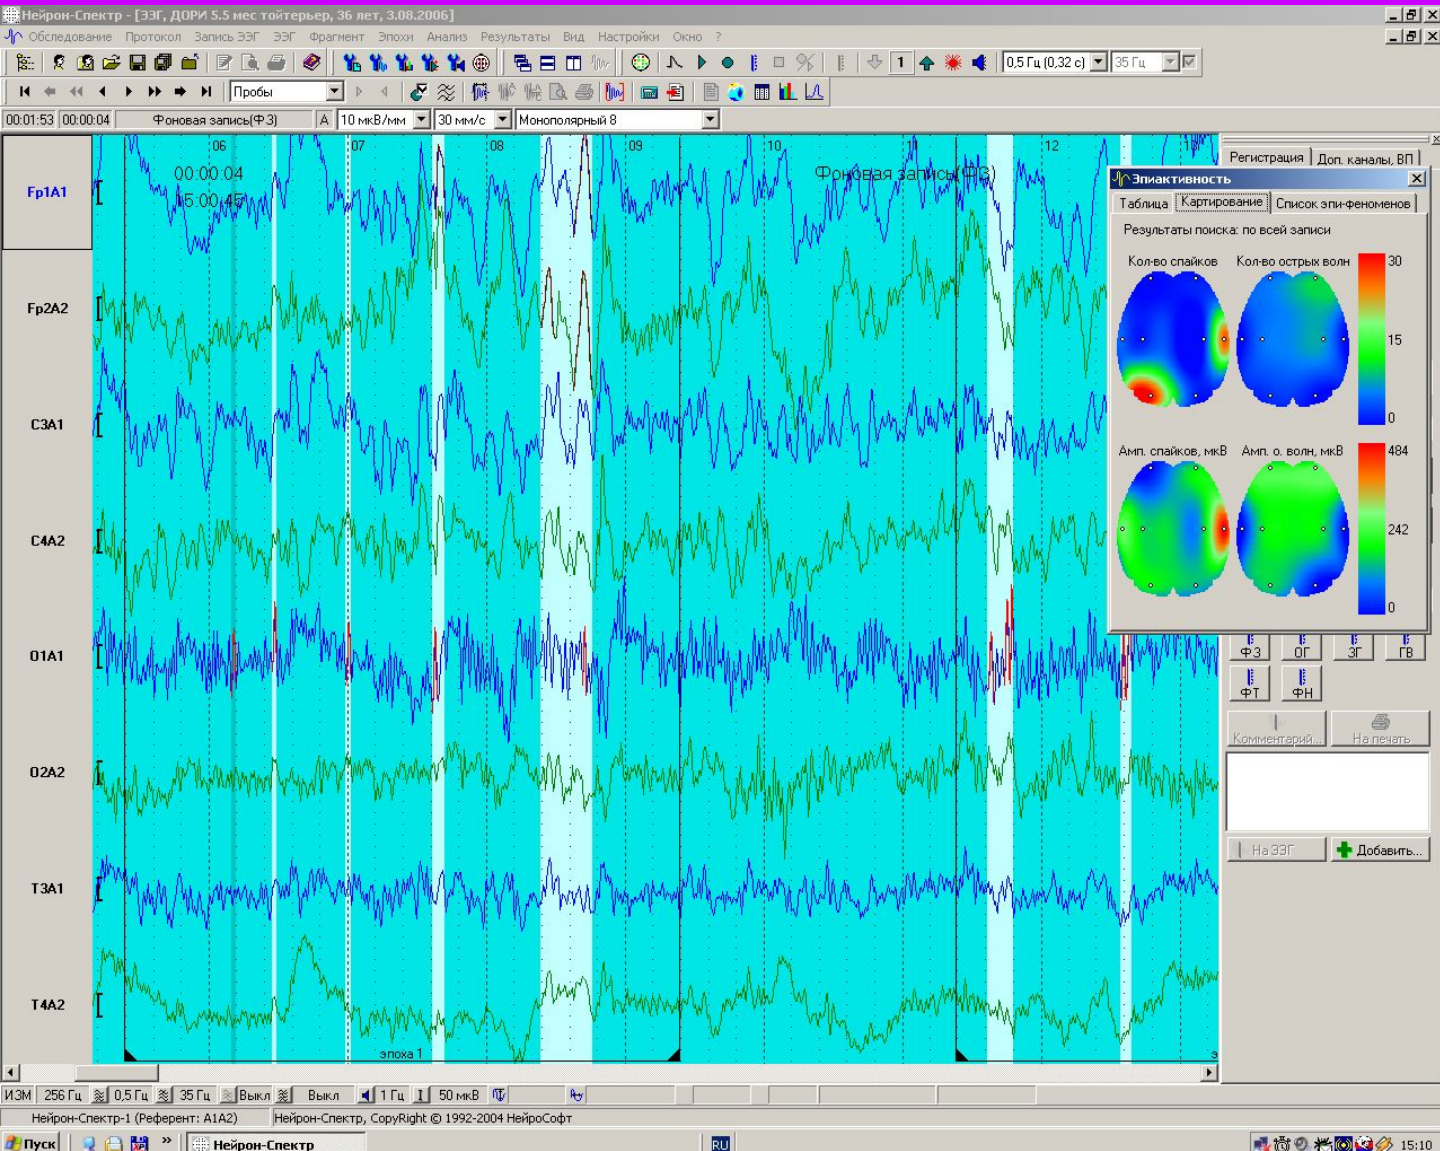 Нейрон-Спектр - [ЭЭГ, ДОРИ 5.5 мес тойтерьер, 36 лет, 3.08.2006]
Обследование Протокол Запись ЭЭГ ЭЭГ Фрагмент Эпохи Анализ Результаты Вид Настройки Окно ?
1 0,5 Гц (0,32 с) 35 Гц
Пробы
00:01:53 00:00:04 Фоновая запись(ФЗ) А 10 мкВ/мм 30 мм/с Монополярный 8
06 07 08 09 10 11 12 13
00:00:04 Фоновая запись(ФЗ)
15:00:45
Fp1A1
Fp2A2
C3A1
C4A2
O1A1
O2A2
T3A1
T4A2
эпоха 1
Регистрация Доп. каналы, ВП
Эпиактивность
Таблица Картирование Список эпи-феноменов
Результаты поиска: по всей записи
Кол-во спайков Кол-во острых волн
30
15
0
Амп. спайков, мкВ Амп. о. волн, мкВ
484
242
0
ФЗ ОГ ЗГ ГВ
ФТ ФН
Комментарий... На печать
На ЭЭГ Добавить...
ИЗМ 256 Гц 0,5 Гц 35 Гц Выкл Выкл 1 Гц 50 мкВ
Нейрон-Спектр-1 (Референт: A1A2) Нейрон-Спектр, CopyRight © 1992-2004 НейроСофт
Пуск » Нейрон-Спектр RU 15:10